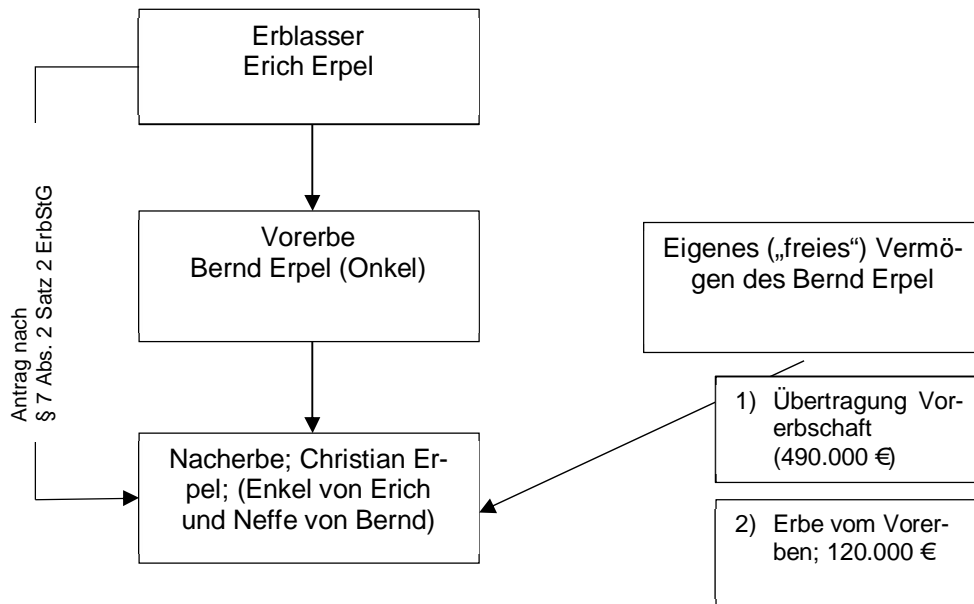 Erblasser
Erich Erpel
Antrag nach
§ 7 Abs. 2 Satz 2 ErbStG
Vorerbe
Bernd Erpel (Onkel)
Eigenes („freies“) Vermö-
gen des Bernd Erpel
1) Übertragung Vor-
erbschaft
(490.000 €)
Nacherbe; Christian Er-
pel; (Enkel von Erich
und Neffe von Bernd)
2) Erbe vom Vorer-
ben; 120.000 €